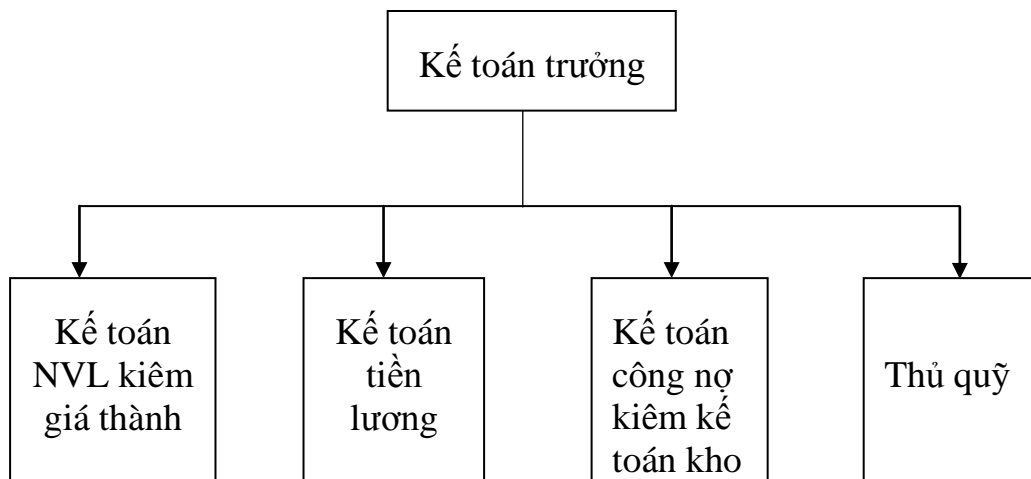 Kế toán trưởng
Kế toán
NVL kiêm
giá thành
Kế toán
tiền
lương
Kế toán
công nợ
kiêm kế
toán kho
Thủ quỹ